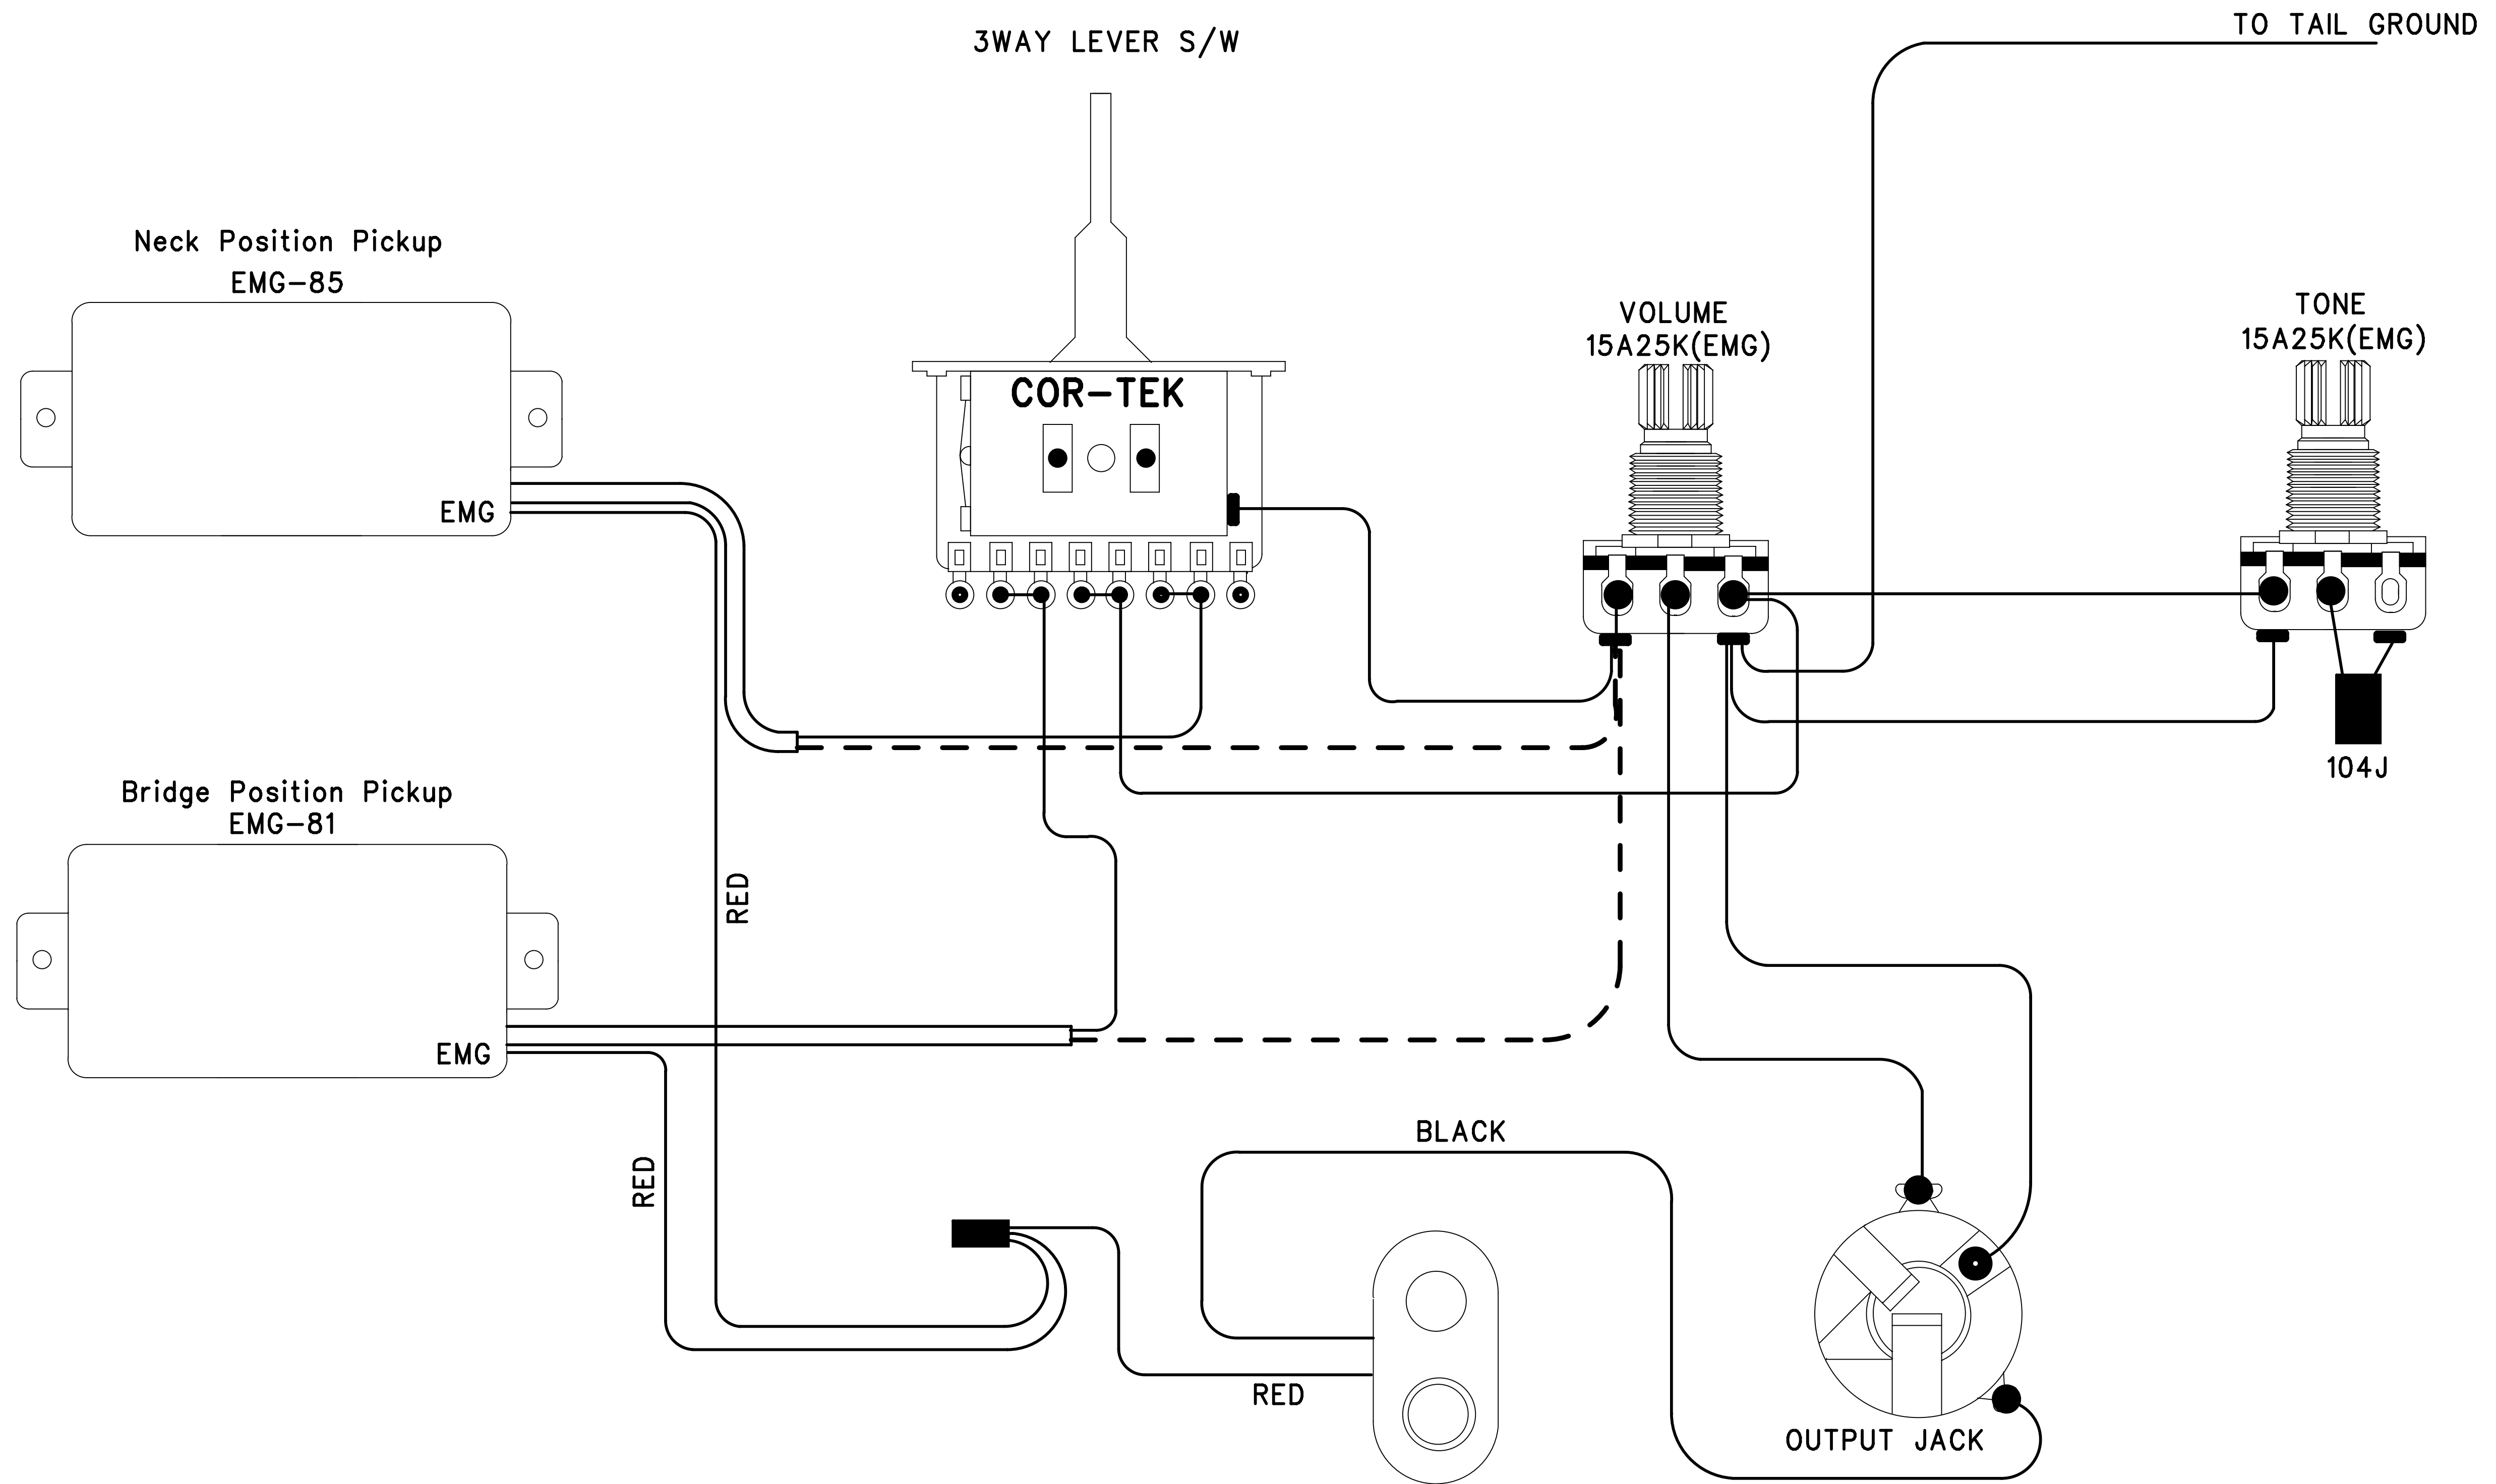 TO TAIL GROUND
3WAY LEVER S/W
Neck Position Pickup
EMG-85
EMG
COR-TEK
VOLUME
15A25K(EMG)
TONE
15A25K(EMG)
104J
Bridge Position Pickup
EMG-81
EMG
RED
RED
BLACK
RED
OUTPUT JACK